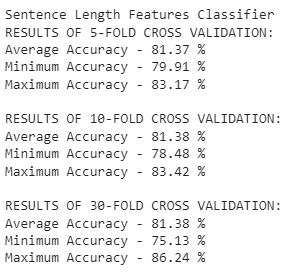 Sentence Length Features Classifier
RESULTS OF 5-FOLD CROSS VALIDATION:
Average Accuracy - 81.37 %
Minimum Accuracy - 79.91 %
Maximum Accuracy - 83.17 %
RESULTS OF 10-FOLD CROSS VALIDATION:
Average Accuracy - 81.38 %
Minimum Accuracy - 78.48 %
Maximum Accuracy - 83.42 %
RESULTS OF 30-FOLD CROSS VALIDATION:
Average Accuracy - 81.38 %
Minimum Accuracy - 75.13 %
Maximum Accuracy - 86.24 %